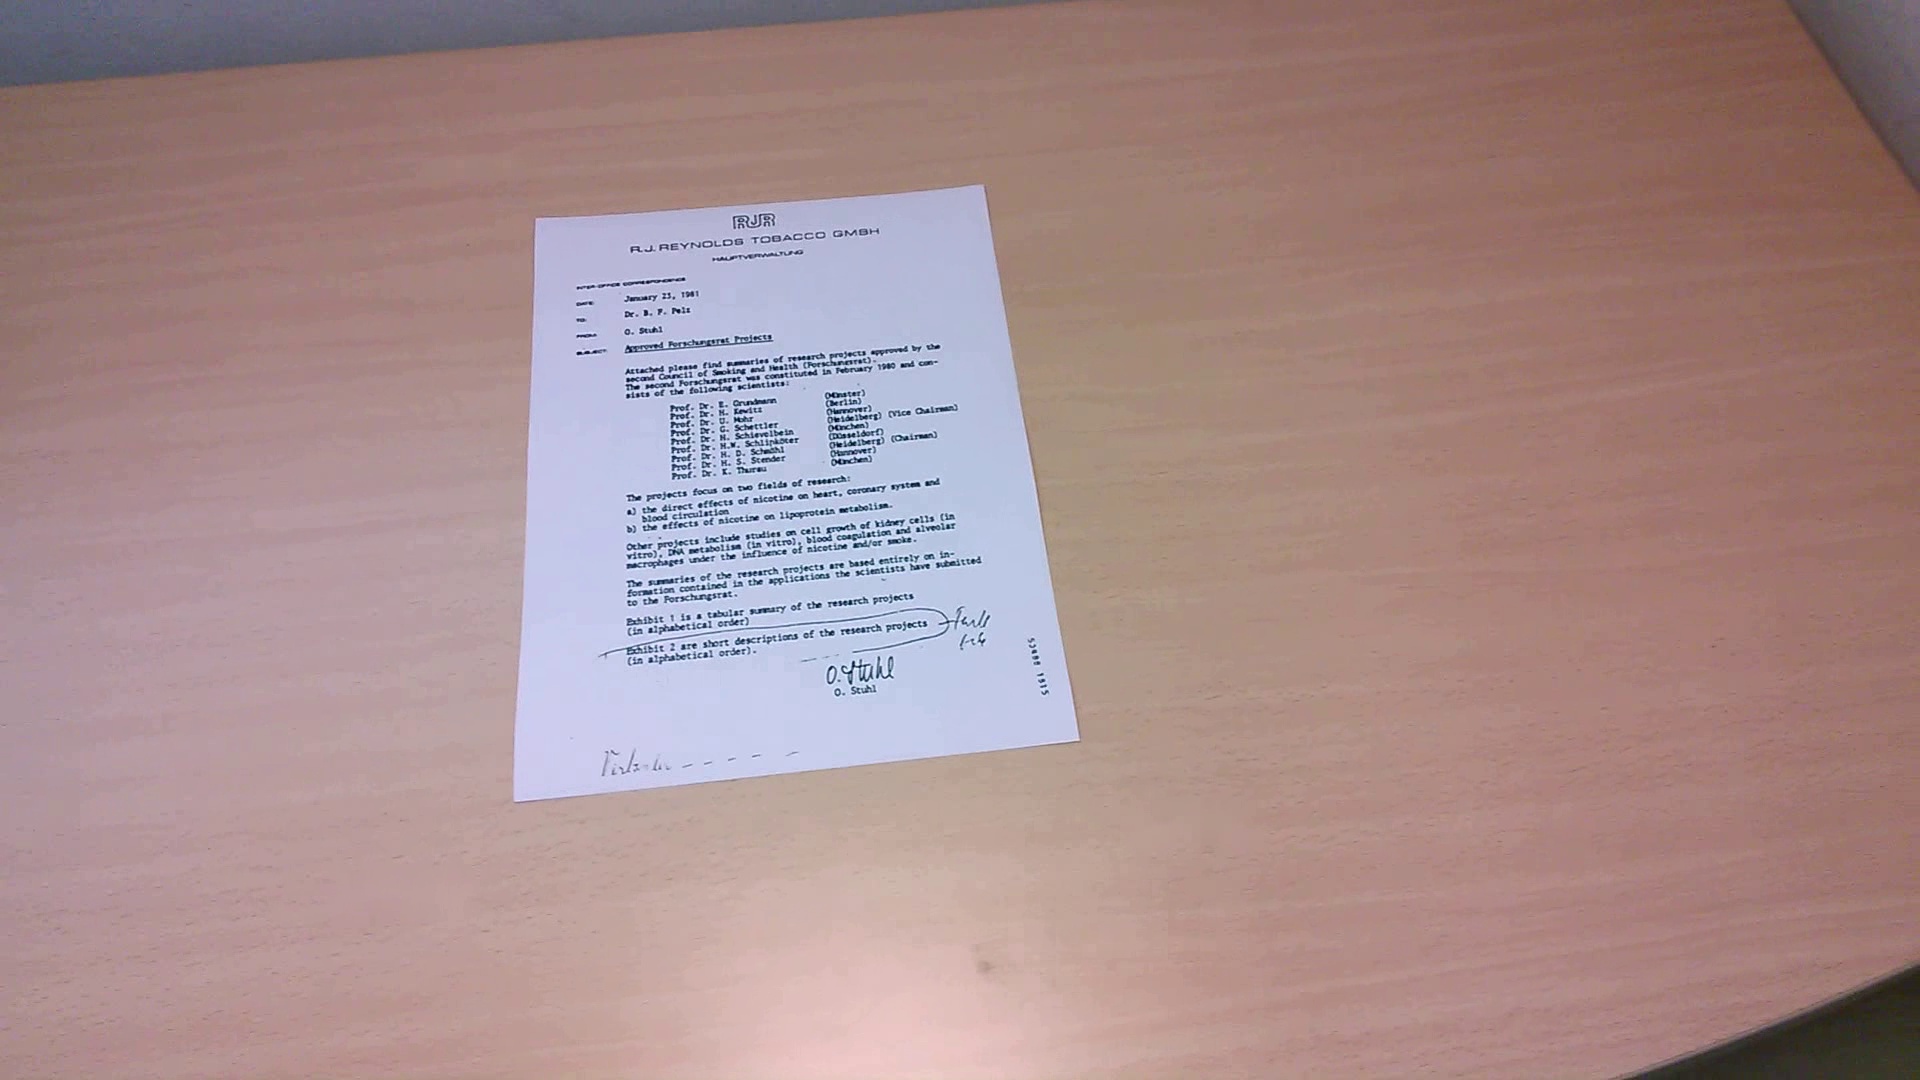 RJR
R.J. REYNOLDS TOBACCO GMBH
HAUPTVERWALTUNG
INTER-OFFICE CORRESPONDENCE
DATE: January 23, 1981
TO: Dr. B. F. Pelz
FROM: O. Stuhl
SUBJECT: Approved Forschungsrat Projects
Attached please find summaries of research projects approved by the
second Council of Smoking and Health (Forschungsrat).
The second Forschungsrat was constituted in February 1980 and con-
sists of the following scientists:
Prof. Dr. E. Grundmann (Münster)
Prof. Dr. H. Kewitz (Berlin)
Prof. Dr. U. Mohr (Hannover)
Prof. Dr. G. Schettler (Heidelberg) (Vice Chairman)
Prof. Dr. H. Schievelbein (München)
Prof. Dr. H.W. Schlipköter (Düsseldorf)
Prof. Dr. H. D. Schmähl (Heidelberg) (Chairman)
Prof. Dr. H. S. Stender (Hannover)
Prof. Dr. K. Thurau (München)
The projects focus on two fields of research:
a) the direct effects of nicotine on heart, coronary system and
blood circulation
b) the effects of nicotine on lipoprotein metabolism.
Other projects include studies on cell growth of kidney cells (in
vitro), DNA metabolism (in vitro), blood coagulation and alveolar
macrophages under the influence of nicotine and/or smoke.
The summaries of the research projects are based entirely on in-
formation contained in the applications the scientists have submitted
to the Forschungsrat.
Exhibit 1 is a tabular summary of the research projects
(in alphabetical order)
Exhibit 2 are short descriptions of the research projects
(in alphabetical order).
O. Stuhl
O. Stuhl